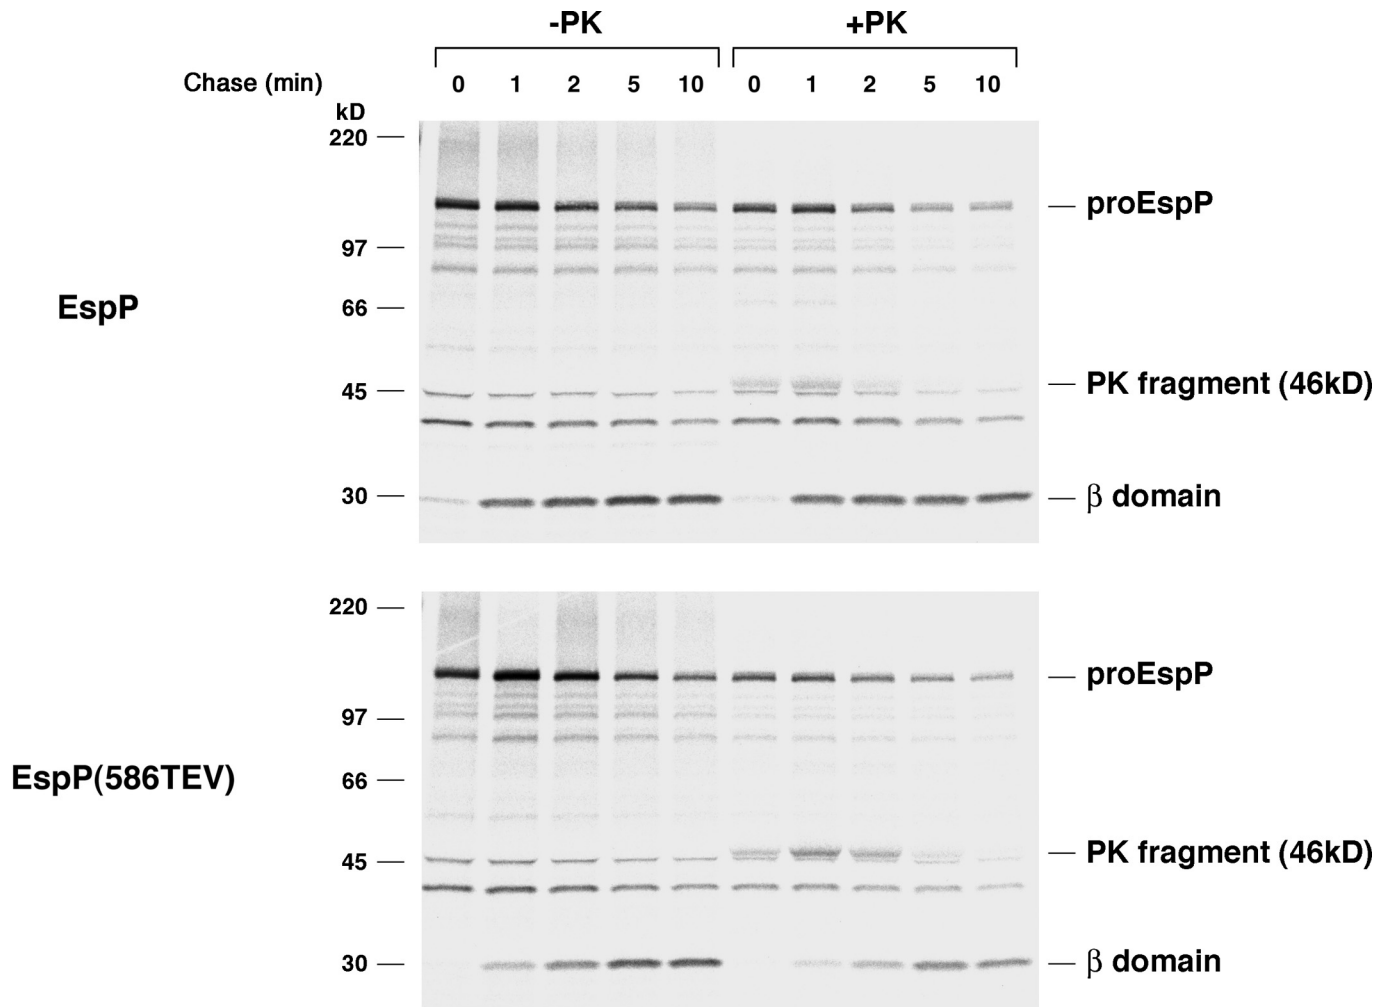 -PK +PK
Chase (min) 0 1 2 5 10 0 1 2 5 10
kD
220
proEspP
97
EspP
66
PK fragment (46kD)
45
30
β domain
220
proEspP
97
EspP(586TEV)
66
PK fragment (46kD)
45
30
β domain